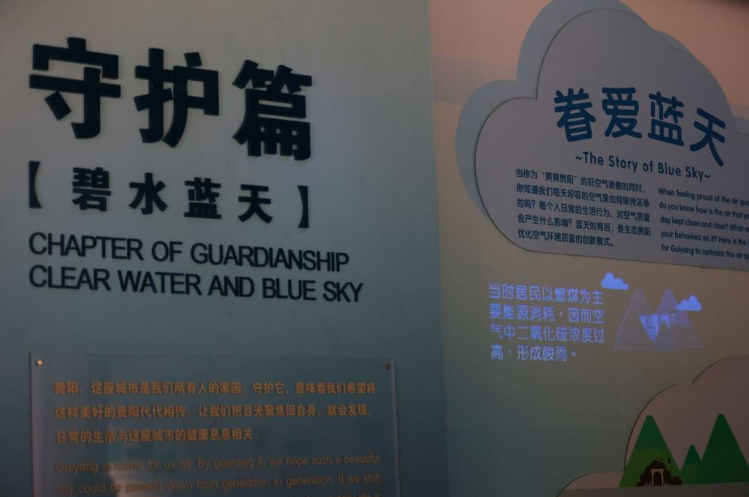 守护篇
【碧水蓝天】
CHAPTER OF GUARDIANSHIP
CLEAR WATER AND BLUE SKY
贵阳，这座城市是我们所有人的家园。守护它，意味着我们希望将
这样美好的贵阳代代相传。让我们把目光聚焦回自身，就会发现，
日常的生活与这座城市的健康息息相关。
Guiyang is home for us all. By guarding it, we hope such a beautiful
city could be passed down from generation to generation. If we shift
眷爱蓝天
~The Story of Blue Sky~
当作为“爽爽贵阳”的好空气骄傲的同时，
你知道我们每天呼吸的空气是如何保持洁净
的吗？每个人日常的生活行为，对空气质量
会产生什么影响？蓝天的背后，是生态贵阳
优化空气环境质量的创新模式。
When feeling proud of the air
do you know how is the air that
day kept clean and clear? What
your behaviors on it? Here is the
for Guiyang to optimize the air
当时居民以燃煤为主
要能源消耗，因而空
气中二氧化硫浓度过
高，形成酸雨。